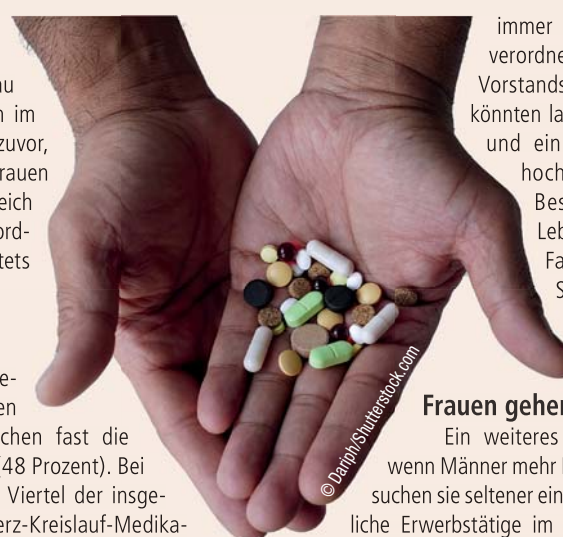 n im
zuvor,
rauen
eich
ord-
tets
e-
en
chen fast die
(48 Prozent). Bei
Viertel der insge-
erz-Kreislauf-Medika-
© Dariph/Shutterstock.com
immer
verordne
Vorstands
könnten la
und ein
hoch
Bes
Leb
Fa
S
Frauen gehen
Ein weiteres
wenn Männer mehr
suchen sie seltener ein
liche Erwerbstätige im